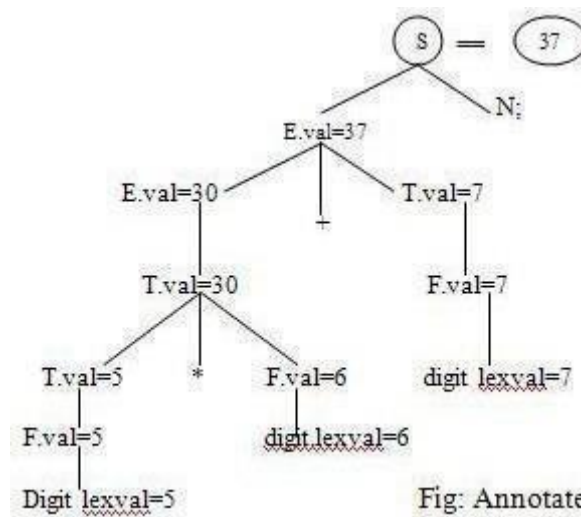 S = 37
N;
E.val=37
E.val=30 + T.val=7
T.val=30 F.val=7
T.val=5 * F.val=6 digit lexval=7
F.val=5 digit.lexval=6
Digit lexval=5 Fig: Annotate